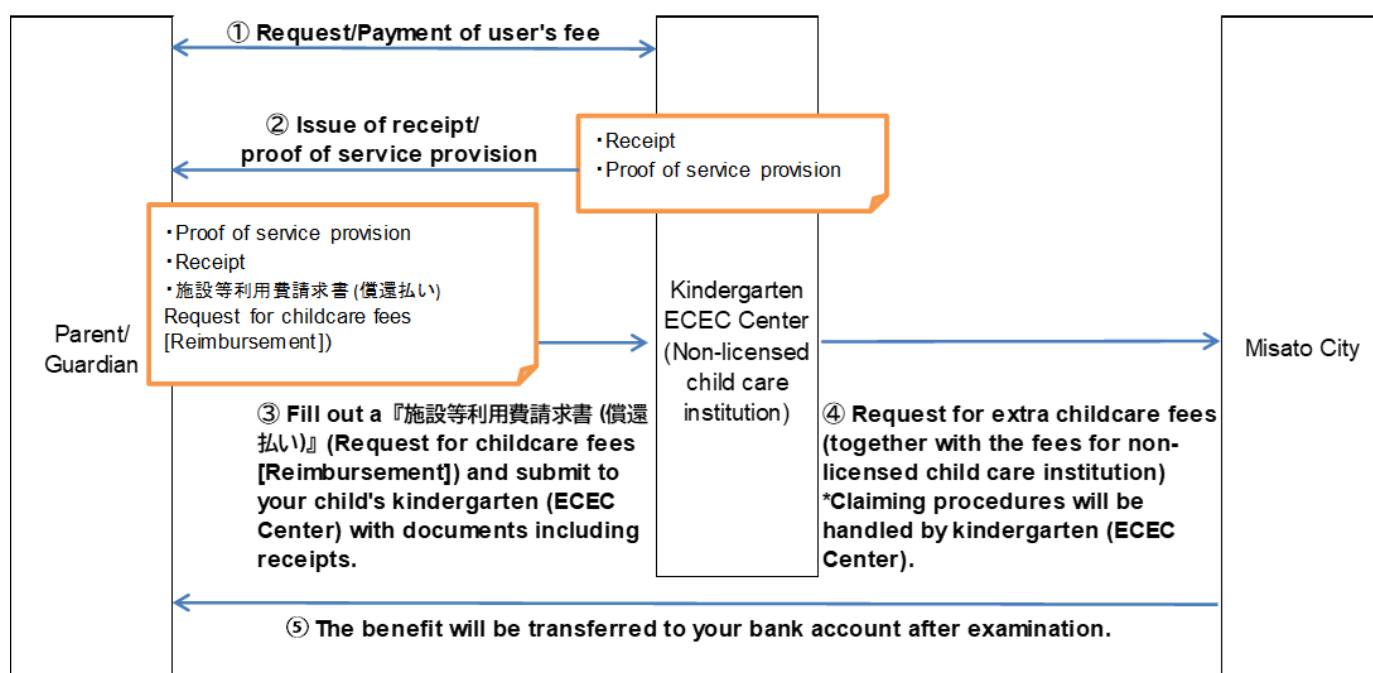 ① Request/Payment of user's fee
② Issue of receipt/
proof of service provision
・Receipt
・Proof of service provision
・Proof of service provision
・Receipt
・施設等利用費請求書(償還払い)
Request for childcare fees
[Reimbursement])
Parent/
Guardian
Kindergarten
ECEC Center
(Non-licensed
child care
institution)
Misato City
③ Fill out a『施設等利用費請求書(償還
払い)』(Request for childcare fees
[Reimbursement]) and submit to
your child's kindergarten (ECEC
Center) with documents including
receipts.
④ Request for extra childcare fees
(together with the fees for non-
licensed child care institution)
*Claiming procedures will be
handled by kindergarten (ECEC
Center).
⑤ The benefit will be transferred to your bank account after examination.